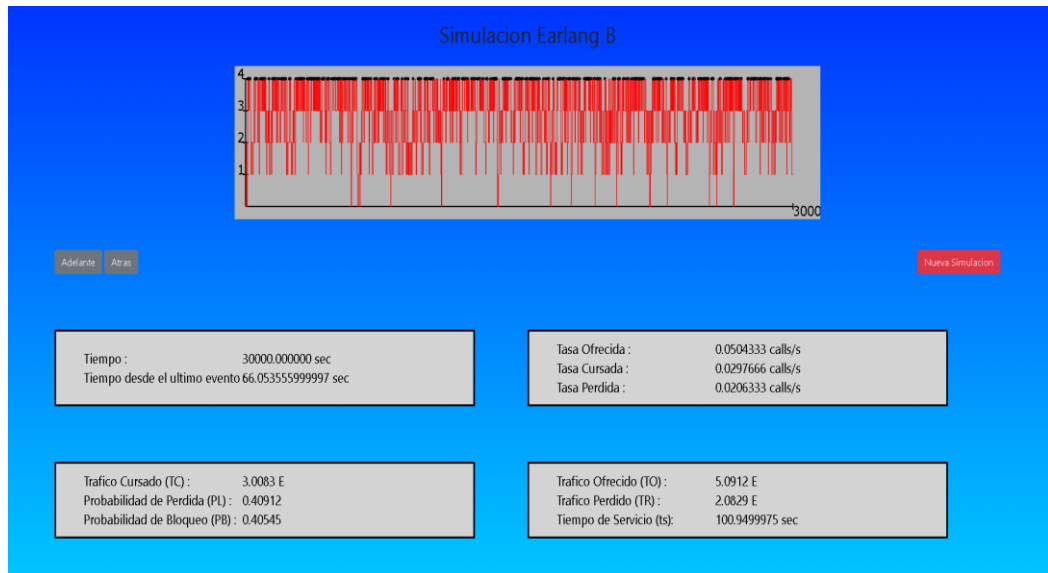 Simulacion Earlang B
4
3
2
1
3000
Adelante Atras
Nueva Simulacion
Tiempo : 30000.000000 sec
Tiempo desde el ultimo evento 66.053555999997 sec
Tasa Ofrecida : 0.0504333 calls/s
Tasa Cursada : 0.0297666 calls/s
Tasa Perdida : 0.0206333 calls/s
Trafico Cursado (TC) : 3.0083 E
Probabilidad de Perdida (PL) : 0.40912
Probabilidad de Bloqueo (PB) : 0.40545
Trafico Ofrecido (TO) : 5.0912 E
Trafico Perdido (TR) : 2.0829 E
Tiempo de Servicio (ts): 100.9499975 sec